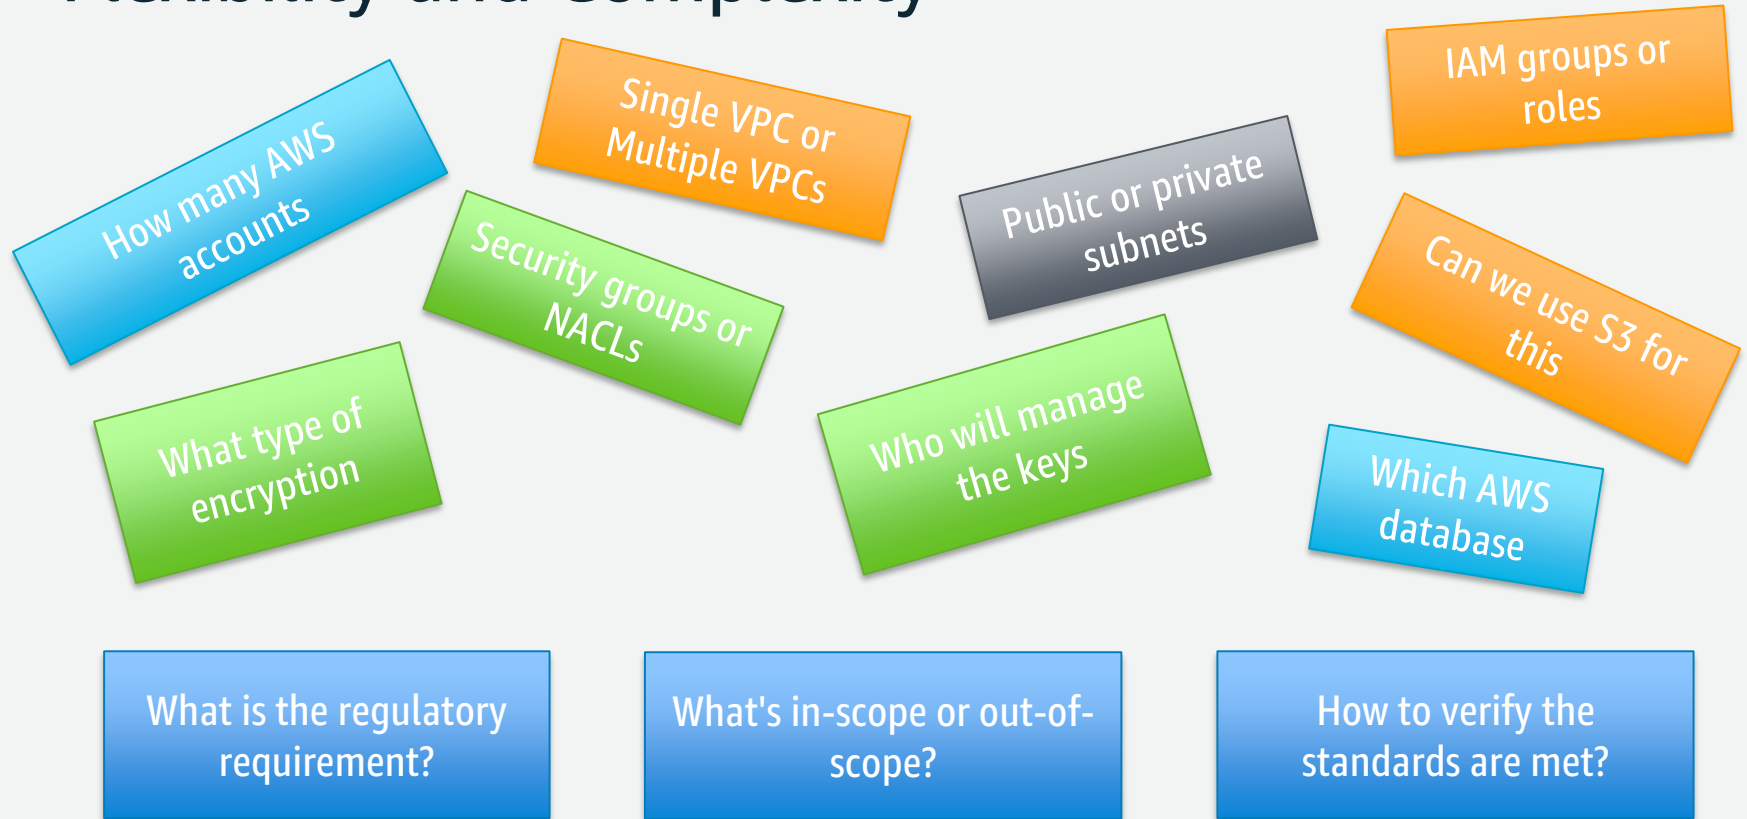 Flexibility and Complexity
IAM groups or
roles
Single VPC or
Multiple VPCs
How many AWS
accounts
Public or private
subnets
Security groups or
NACLs
Can we use S3 for
this
What type of
encryption
Who will manage
the keys
Which AWS
database
What is the regulatory
requirement?
What's in-scope or out-of-
scope?
How to verify the
standards are met?